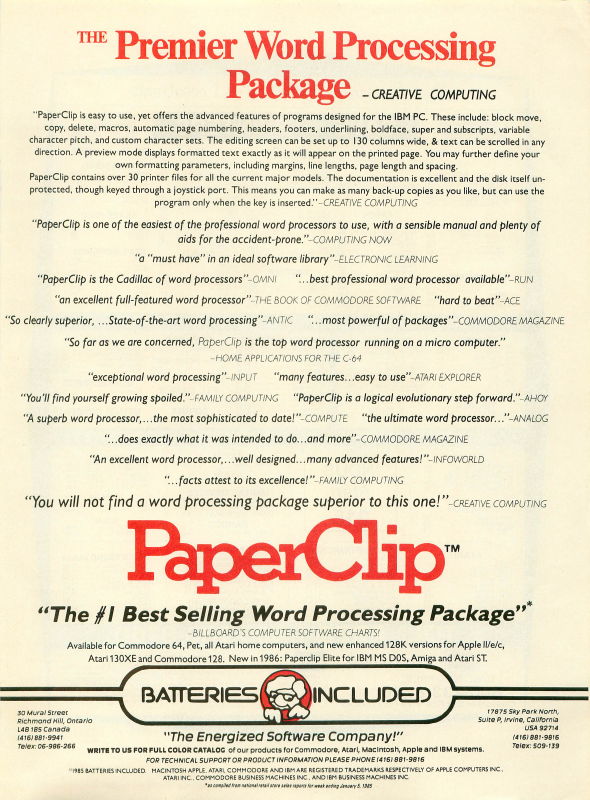 THE Premier Word Processing
Package – CREATIVE COMPUTING
"PaperClip is easy to use, yet offers the advanced features of programs designed for the IBM PC. These include: block move,
copy, delete, macros, automatic page numbering, headers, footers, underlining, boldface, super and subscripts, variable
character pitch, and custom character sets. The editing screen can be set up to 130 columns wide, & text can be scrolled in any
direction. A preview mode displays formatted text exactly as it will appear on the printed page. You may further define your
own formatting parameters, including margins, line lengths, page length and spacing.
PaperClip contains over 30 printer files for all the current major models. The documentation is excellent and the disk itself un-
protected, though keyed through a joystick port. This means you can make as many back-up copies as you like, but can use the
program only when the key is inserted."–CREATIVE COMPUTING
"PaperClip is one of the easiest of the professional word processors to use, with a sensible manual and plenty of
aids for the accident-prone."–COMPUTING NOW
"a "must have" in an ideal software library"–ELECTRONIC LEARNING
"PaperClip is the Cadillac of word processors"–OMNI "...best professional word processor available"–RUN
"an excellent full-featured word processor"–THE BOOK OF COMMODORE SOFTWARE "hard to beat"–ACE
"So clearly superior, ...State-of-the-art word processing"–ANTIC "...most powerful of packages"–COMMODORE MAGAZINE
"So far as we are concerned, PaperClip is the top word processor running on a micro computer."
–HOME APPLICATIONS FOR THE C-64
"exceptional word processing"–INPUT "many features...easy to use"–ATARI EXPLORER
"You'll find yourself growing spoiled."–FAMILY COMPUTING "PaperClip is a logical evolutionary step forward."–AHOY
"A superb word processor,...the most sophisticated to date!"–COMPUTE "the ultimate word processor..."–ANALOG
"...does exactly what it was intended to do...and more"–COMMODORE MAGAZINE
"An excellent word processor,...well designed...many advanced features!"–INFOWORLD
"...facts attest to its excellence!"–FAMILY COMPUTING
"You will not find a word processing package superior to this one!"–CREATIVE COMPUTING
PaperClip™
"The #1 Best Selling Word Processing Package"*
–BILLBOARD'S COMPUTER SOFTWARE CHARTS!
Available for Commodore 64, Pet, all Atari home computers, and new enhanced 128K versions for Apple II/e/c,
Atari 130XE and Commodore 128. New in 1986: Paperclip Elite for IBM MS DOS, Amiga and Atari ST.
BATTERIES INCLUDED
30 Mural Street
Richmond Hill, Ontario
L4B 1B5 Canada
(416) 881-9941
Telex: 06-986-266
17875 Sky Park North,
Suite P, Irvine, California
USA 92714
(416) 881-9816
Telex: 509-139
"The Energized Software Company!"
WRITE TO US FOR FULL COLOR CATALOG of our products for Commodore, Atari, Macintosh, Apple and IBM systems.
FOR TECHNICAL SUPPORT OR PRODUCT INFORMATION PLEASE PHONE (416) 881-9816
©1985 BATTERIES INCLUDED. MACINTOSH APPLE, ATARI, COMMODORE AND IBM ARE REGISTERED TRADEMARKS RESPECTIVELY OF APPLE COMPUTERS INC.,
ATARI INC., COMMODORE BUSINESS MACHINES INC., AND IBM BUSINESS MACHINES INC.
*as compiled from national retail store sales reports for week ending January 5, 1985